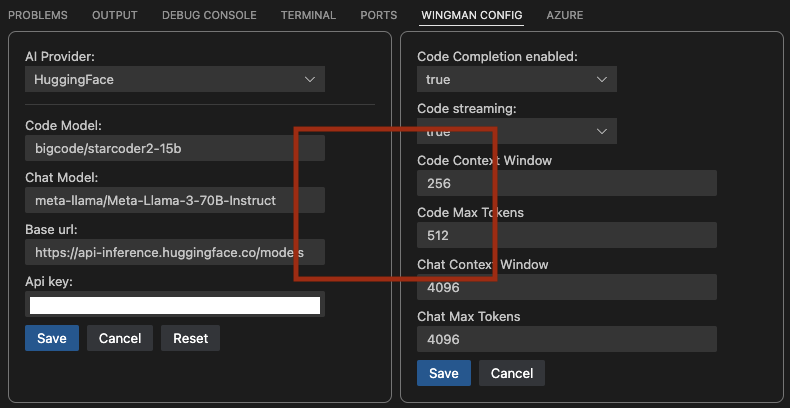 PROBLEMS OUTPUT DEBUG CONSOLE TERMINAL PORTS WINGMAN CONFIG AZURE
AI Provider:
HuggingFace
Code Model:
bigcode/starcoder2-15b
Chat Model:
meta-llama/Meta-Llama-3-70B-Instruct
Base url:
https://api-inference.huggingface.co/models
Api key:
Save Cancel Reset
Code Completion enabled:
true
Code streaming:
true
Code Context Window
256
Code Max Tokens
512
Chat Context Window
4096
Chat Max Tokens
4096
Save Cancel